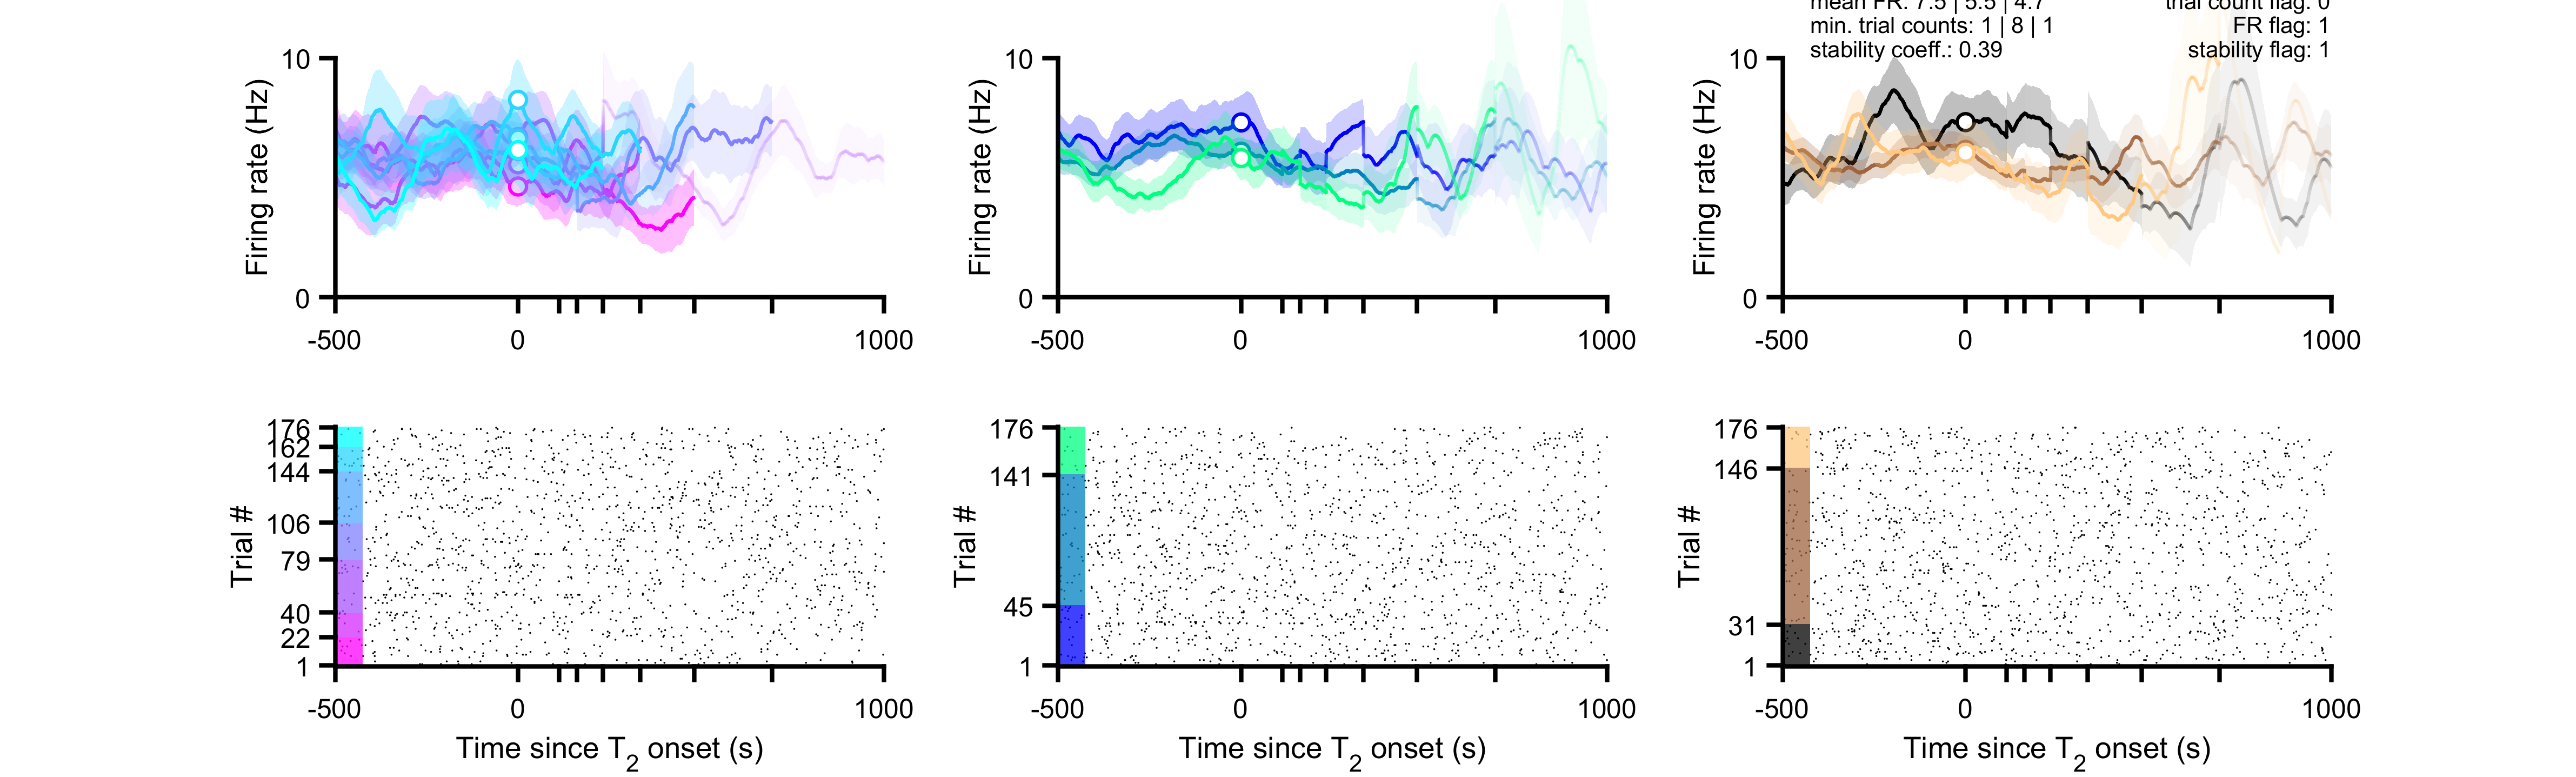 mean FR: 7.5 | 5.5 | 4.7
trial count flag: 0
min. trial counts: 1 | 8 | 1
FR flag: 1
stability coeff.: 0.39
stability flag: 1
Firing rate (Hz)
10
0
-500
0
1000
Firing rate (Hz)
10
0
-500
0
1000
Firing rate (Hz)
10
0
-500
0
1000
Trial #
176
162
144
106
79
40
22
1
-500
0
1000
Time since T2 onset (s)
Trial #
176
141
45
1
-500
0
1000
Time since T2 onset (s)
Trial #
176
146
31
1
-500
0
1000
Time since T2 onset (s)